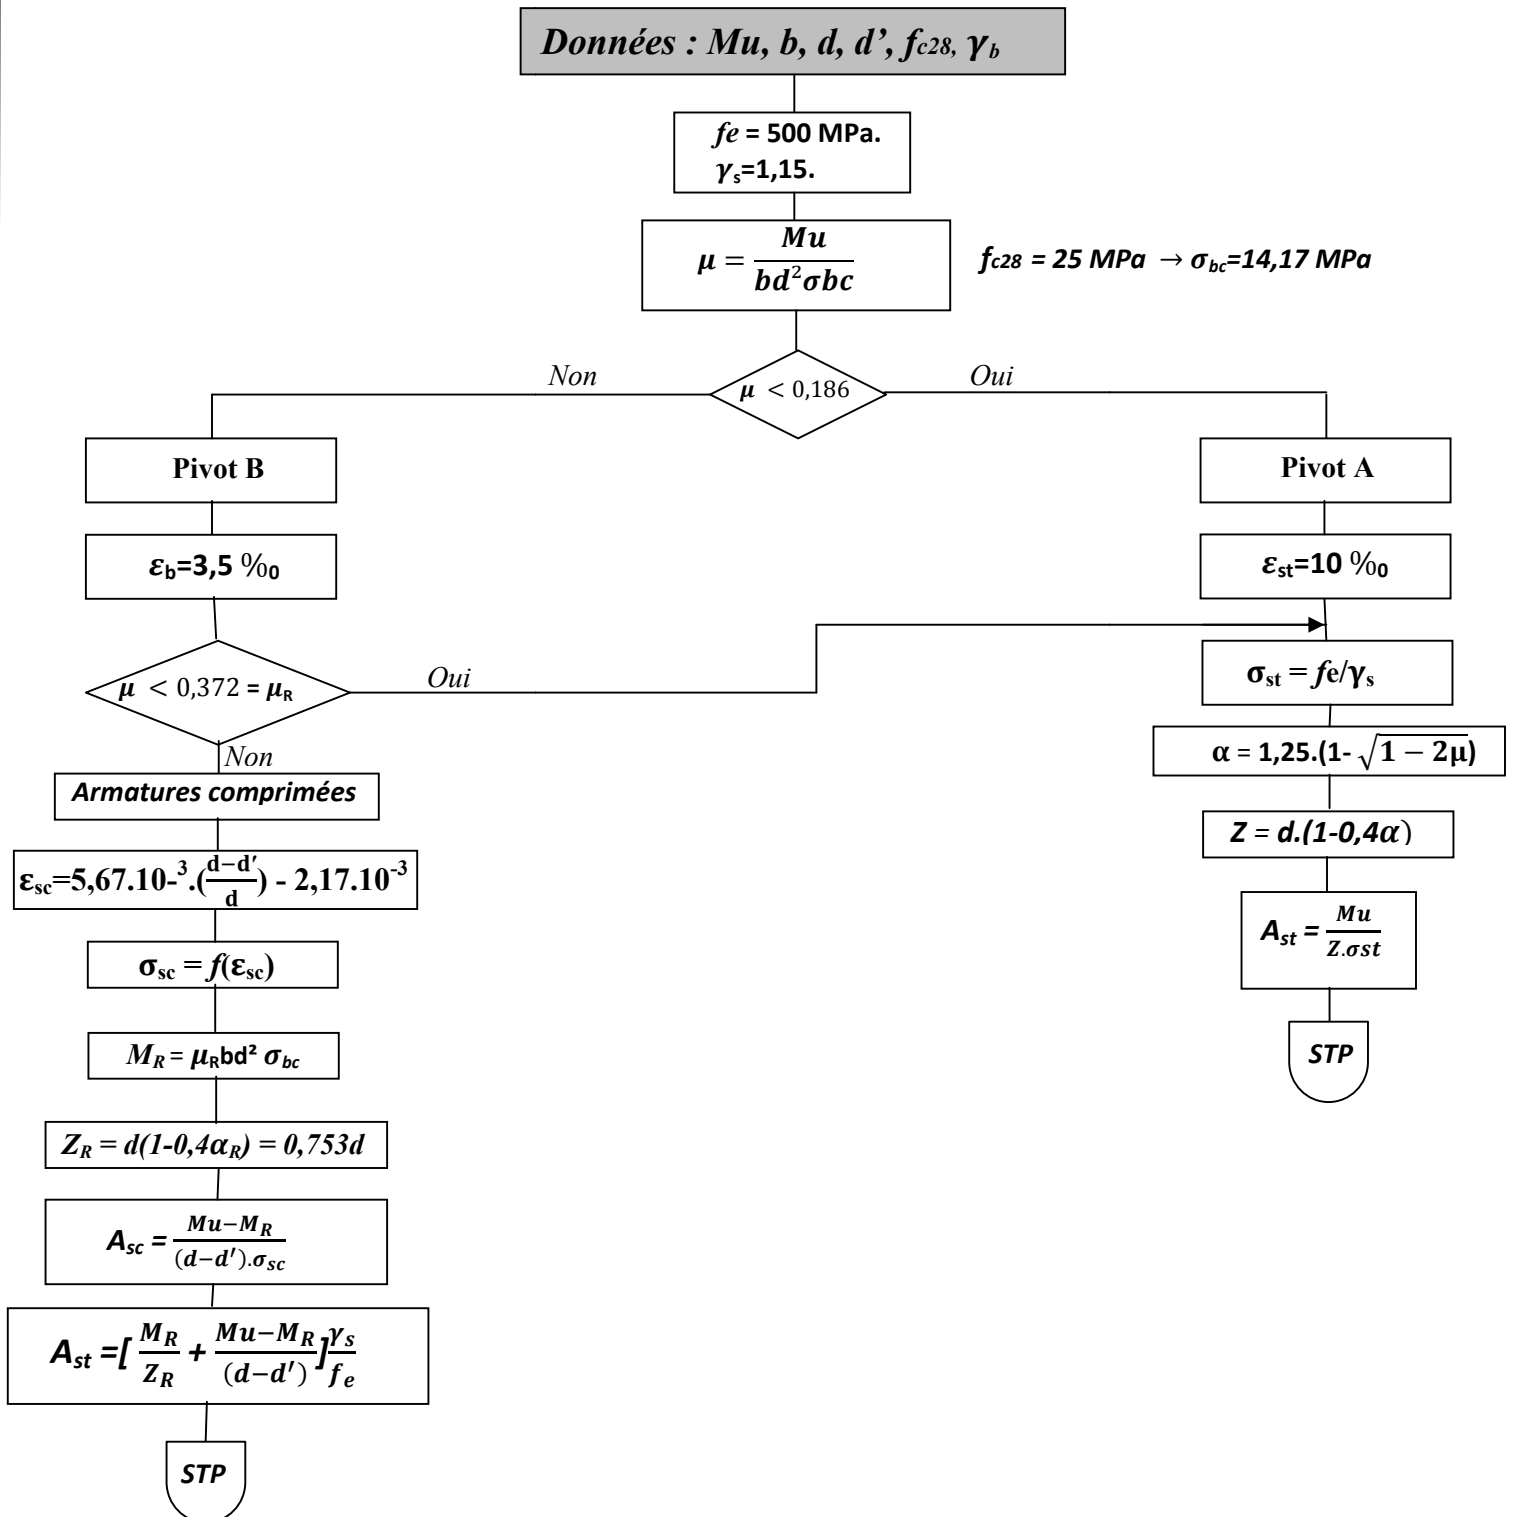 Données : Mu, b, d, d’, fc28, γb
fe = 500 MPa.
γs=1,15.
μ = Mu / bd²σbc
fc28 = 25 MPa → σbc=14,17 MPa
Non
μ < 0,186
Oui
Pivot B
Pivot A
εb=3,5 %0
εst=10 %0
μ < 0,372 = μR
Oui
σst = fe/γs
Non
α = 1,25.(1- √1 − 2μ)
Armatures comprimées
Z = d.(1-0,4α)
εsc=5,67.10-³.(d−d′ / d) - 2,17.10-³
Ast = Mu / Z.σst
σsc = f(εsc)
MR = μRbd² σbc
STP
ZR = d(1-0,4αR) = 0,753d
Asc = Mu−MR / (d−d′).σsc
Ast =[ MR / ZR + Mu−MR / (d−d′) ] γs / fe
STP